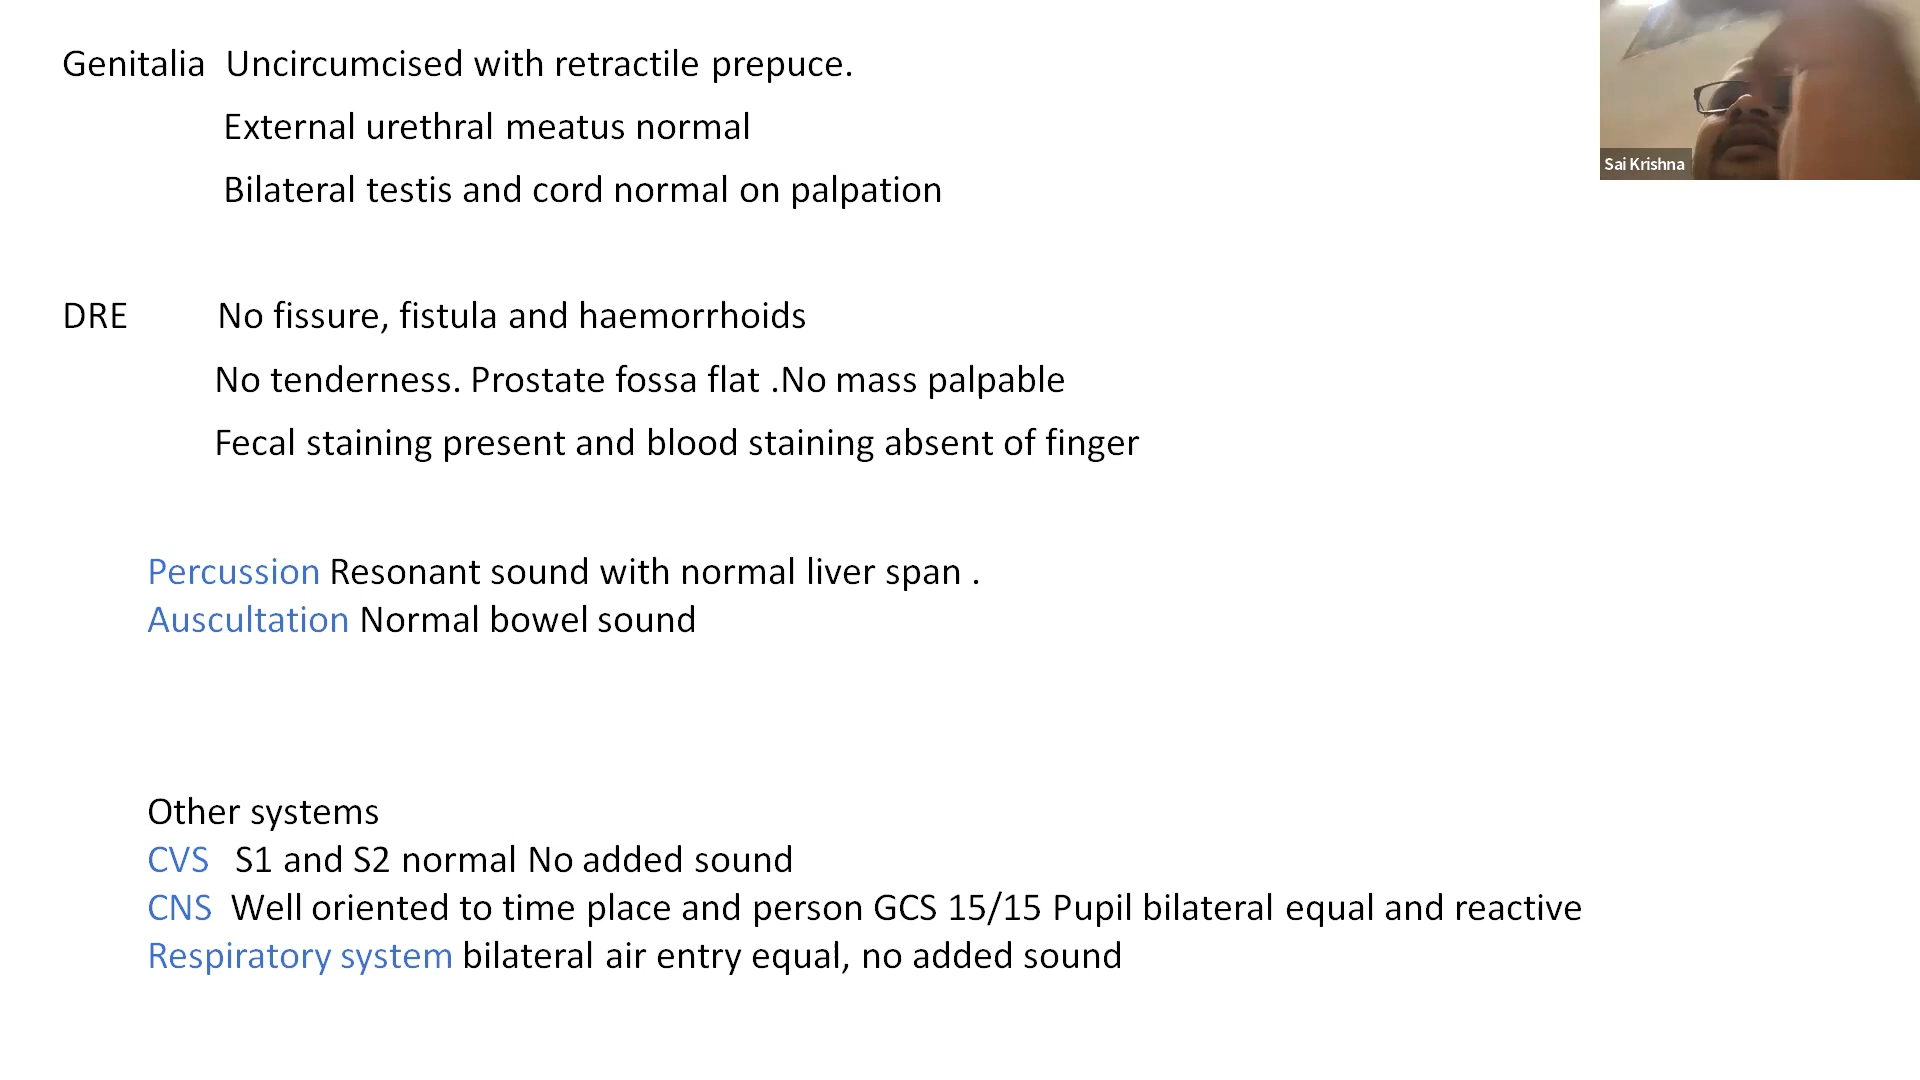 Genitalia Uncircumcised with retractile prepuce.
External urethral meatus normal
Bilateral testis and cord normal on palpation
Sai Krishna
DRE No fissure, fistula and haemorrhoids
No tenderness. Prostate fossa flat .No mass palpable
Fecal staining present and blood staining absent of finger
Percussion Resonant sound with normal liver span .
Auscultation Normal bowel sound
Other systems
CVS S1 and S2 normal No added sound
CNS Well oriented to time place and person GCS 15/15 Pupil bilateral equal and reactive
Respiratory system bilateral air entry equal, no added sound